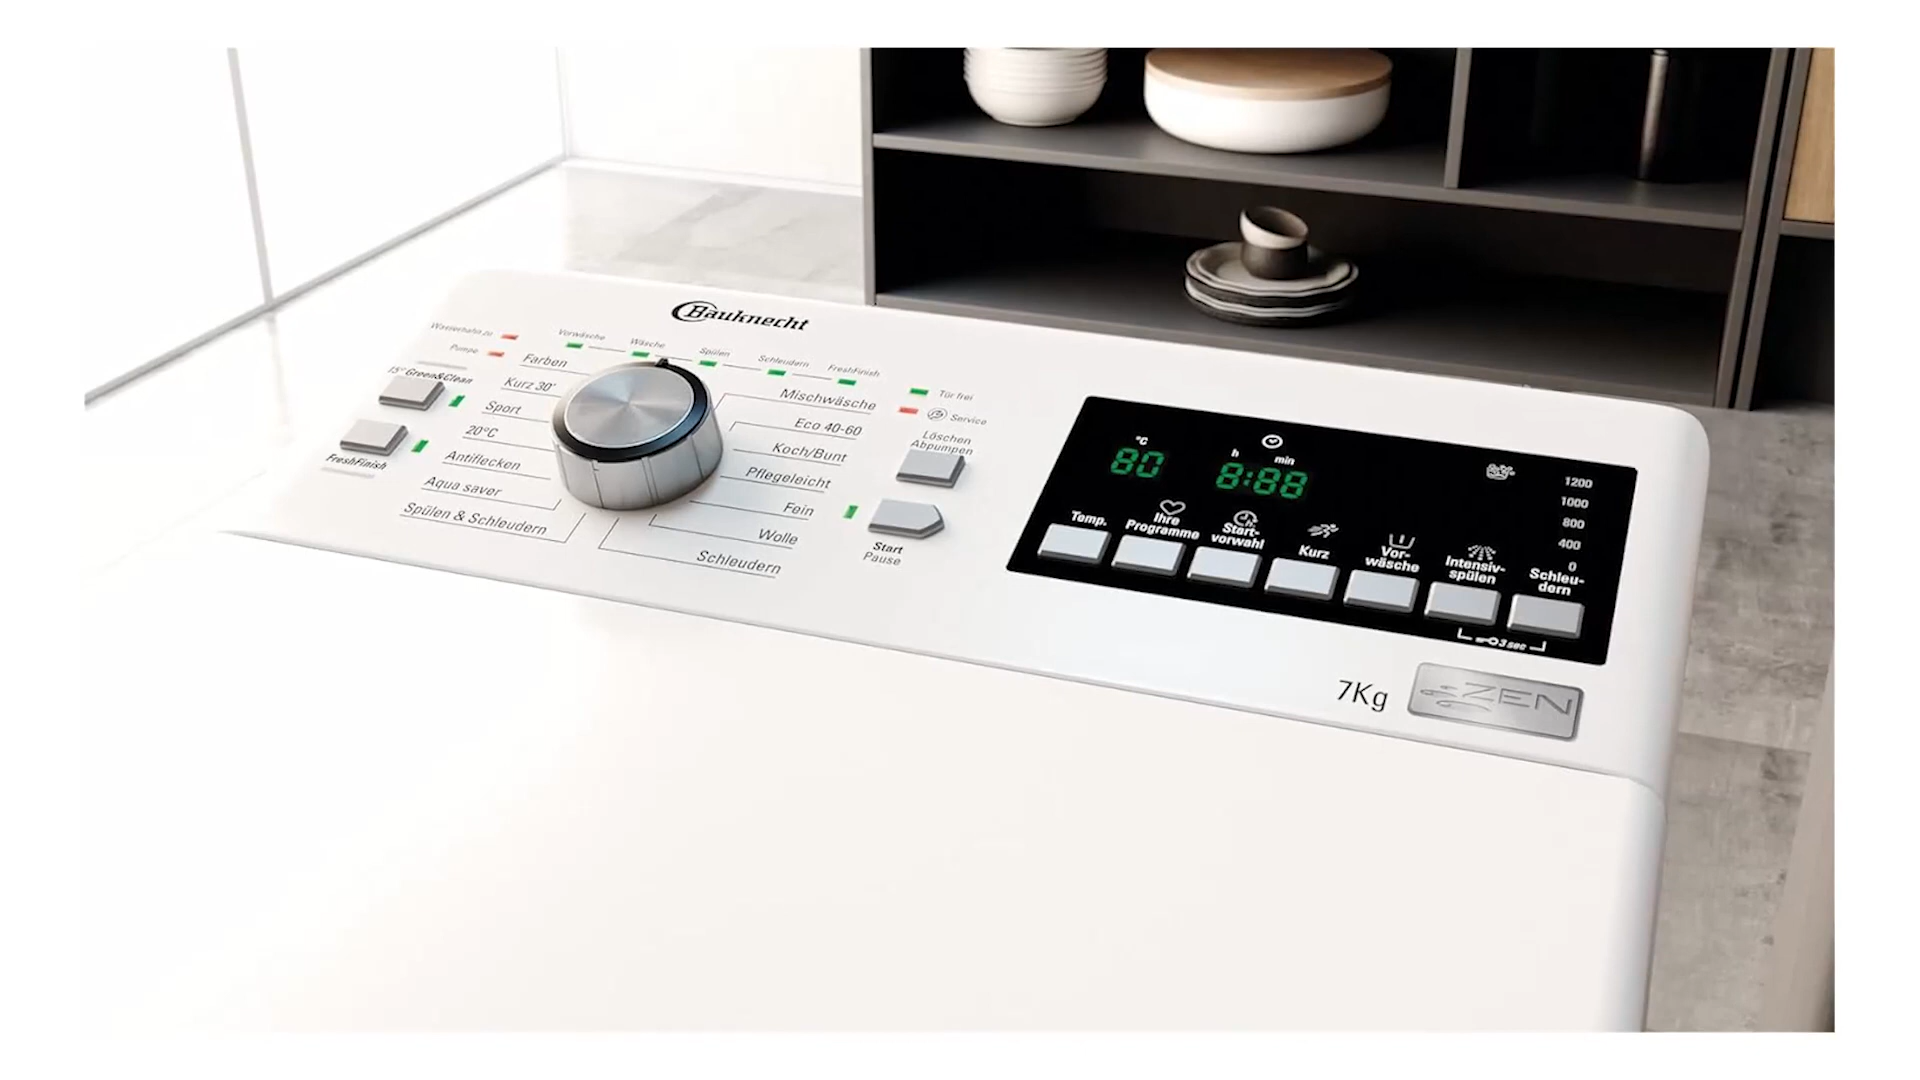 Bauknecht
Wasserhahn zu
Pumpe
Vorwäsche
Wäsche
Spülen
Schleudern
FreshFinish
15° Green&Clean
FreshFinish
Farben
Kurz 30'
Sport
20°C
Antiflecken
Aqua saver
Spülen & Schleudern
Mischwäsche
Eco 40-60
Koch/Bunt
Pflegeleicht
Fein
Wolle
Schleudern
Tür frei
Service
Löschen
Abpumpen
Start
Pause
°C
80
h
min
8:88
1200
1000
800
400
0
Temp.
Ihre
Programme
Start-
vorwahl
Kurz
Vor-
wäsche
Intensiv-
spülen
Schleu-
dern
3 sec
7Kg
ZEN